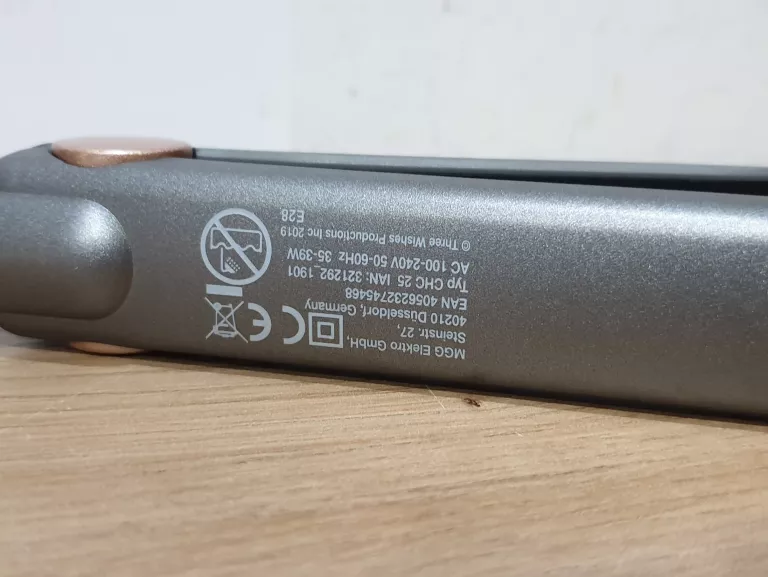 MGG Elektro GmbH,
Steinstr. 27,
40210 Düsseldorf, Germany
EAN 4056232745468
Typ CHC 25 IAN: 321292_1901
AC 100-240V 50-60Hz 35-39W
© Three Wishes Productions Inc 2019
E28
CE